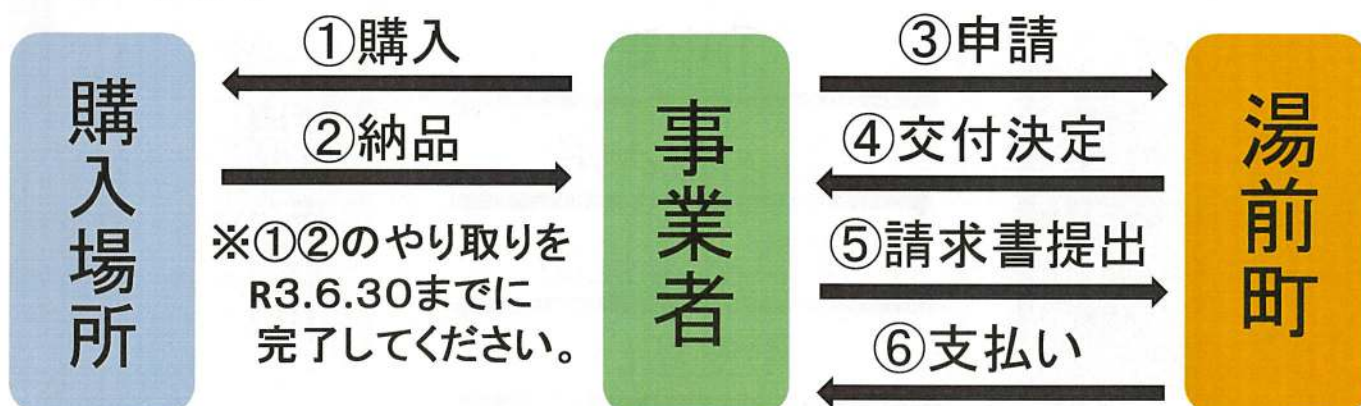 購入場所
①購入
②納品
※①②のやり取りを
R3.6.30までに
完了してください。
事業者
③申請
④交付決定
⑤請求書提出
⑥支払い
湯前町